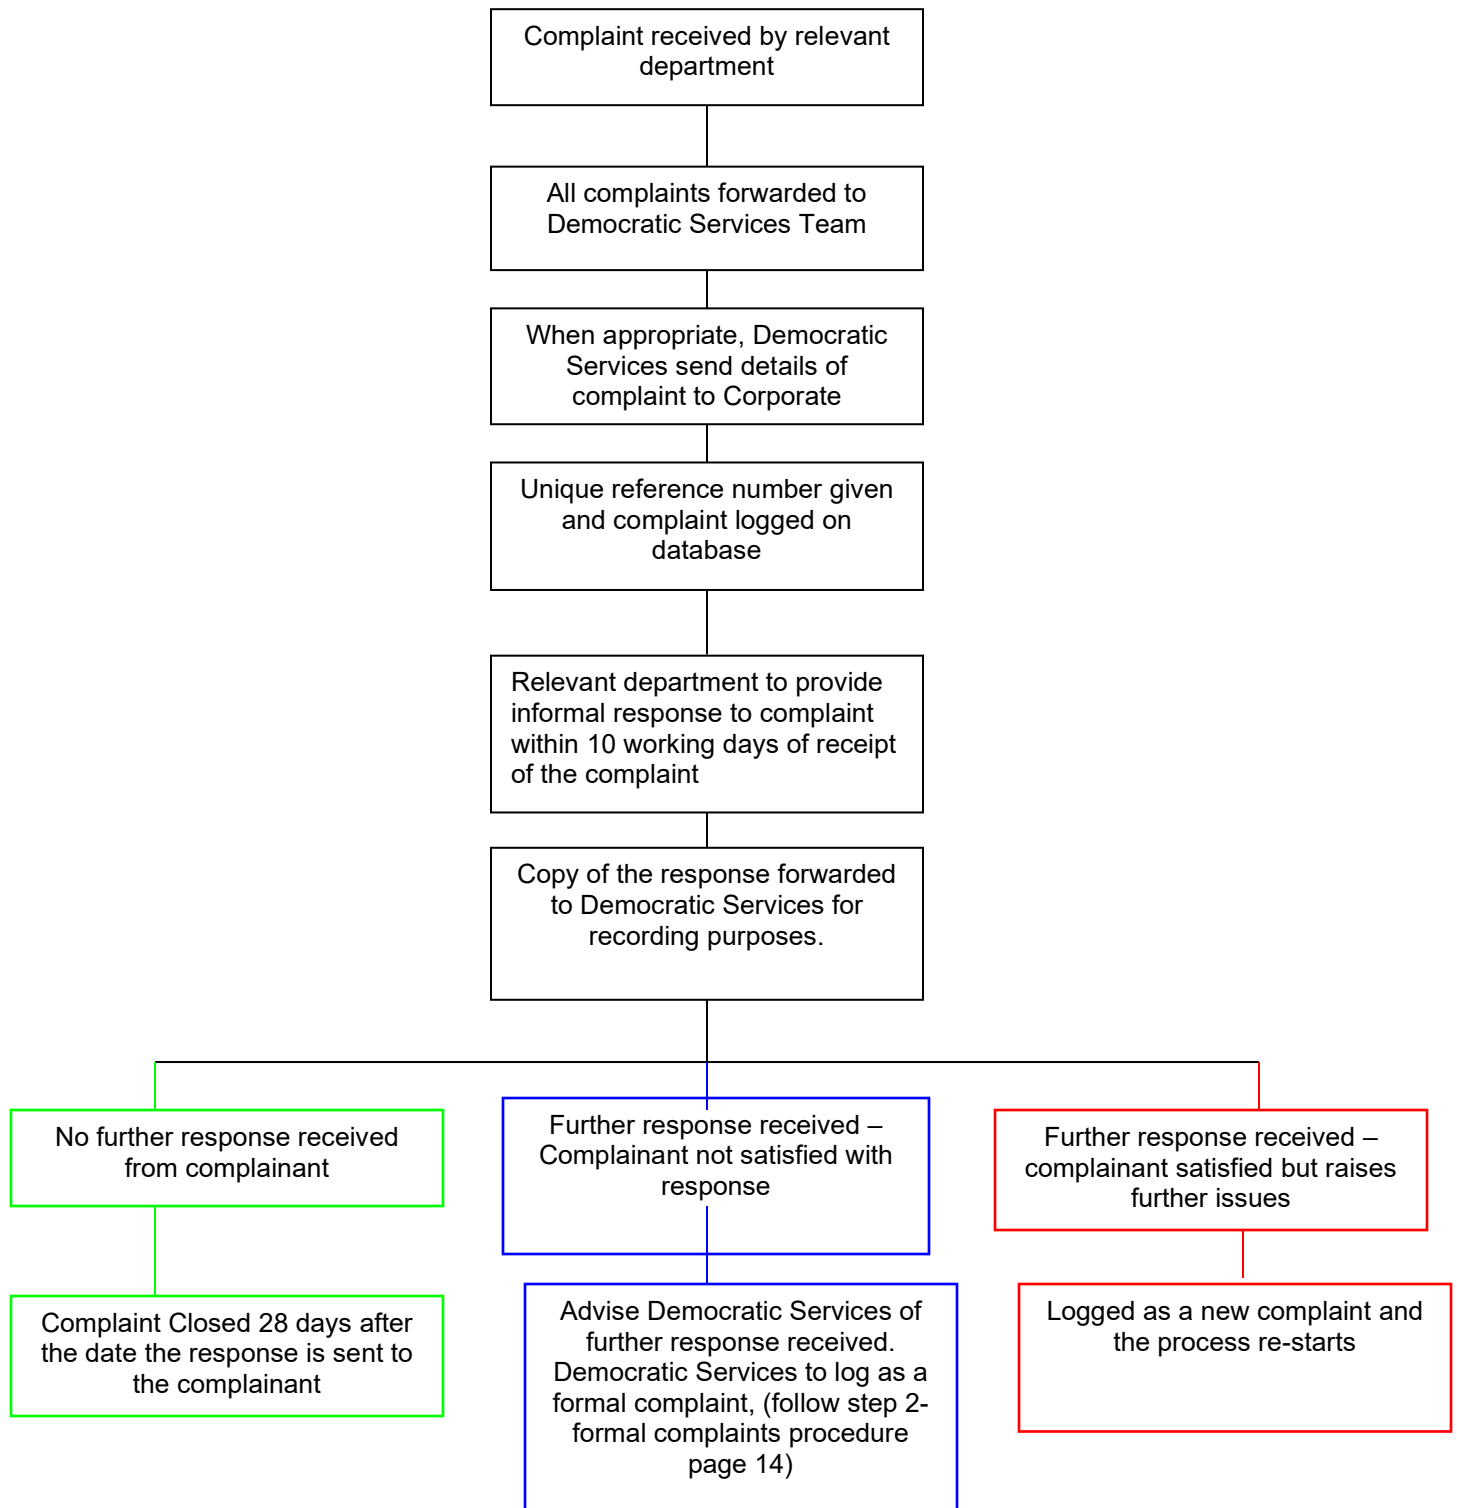 Complaint received by relevant
department
All complaints forwarded to
Democratic Services Team
When appropriate, Democratic
Services send details of
complaint to Corporate
Unique reference number given
and complaint logged on
database
Relevant department to provide
informal response to complaint
within 10 working days of receipt
of the complaint
Copy of the response forwarded
to Democratic Services for
recording purposes.
No further response received
from complainant
Further response received –
Complainant not satisfied with
response
Further response received –
complainant satisfied but raises
further issues
Complaint Closed 28 days after
the date the response is sent to
the complainant
Advise Democratic Services of
further response received.
Democratic Services to log as a
formal complaint, (follow step 2-
formal complaints procedure
page 14)
Logged as a new complaint and
the process re-starts